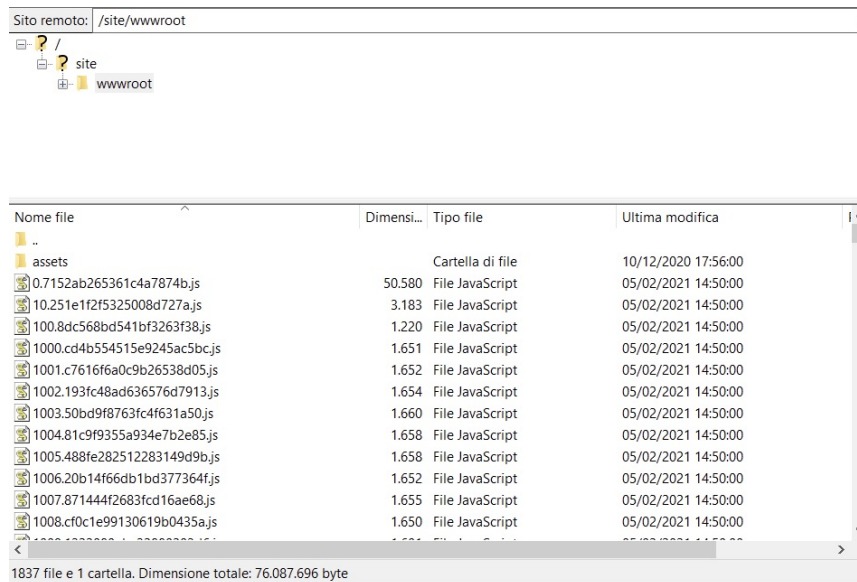 Sito remoto: /site/wwwroot
/
site
wwwroot
Nome file Dimensi... Tipo file Ultima modifica
..
assets Cartella di file 10/12/2020 17:56:00
0.7152ab265361c4a7874b.js 50.580 File JavaScript 05/02/2021 14:50:00
10.251e1f2f5325008d727a.js 3.183 File JavaScript 05/02/2021 14:50:00
100.8dc568bd541bf3263f38.js 1.220 File JavaScript 05/02/2021 14:50:00
1000.cd4b554515e9245ac5bc.js 1.651 File JavaScript 05/02/2021 14:50:00
1001.c7616f6a0c9b26538d05.js 1.652 File JavaScript 05/02/2021 14:50:00
1002.193fc48ad636576d7913.js 1.654 File JavaScript 05/02/2021 14:50:00
1003.50bd9f8763fc4f631a50.js 1.660 File JavaScript 05/02/2021 14:50:00
1004.81c9f9355a934e7b2e85.js 1.658 File JavaScript 05/02/2021 14:50:00
1005.488fe282512283149d9b.js 1.658 File JavaScript 05/02/2021 14:50:00
1006.20b14f66db1bd377364f.js 1.652 File JavaScript 05/02/2021 14:50:00
1007.871444f2683fcd16ae68.js 1.655 File JavaScript 05/02/2021 14:50:00
1008.cf0c1e99130619b0435a.js 1.650 File JavaScript 05/02/2021 14:50:00
1837 file e 1 cartella. Dimensione totale: 76.087.696 byte